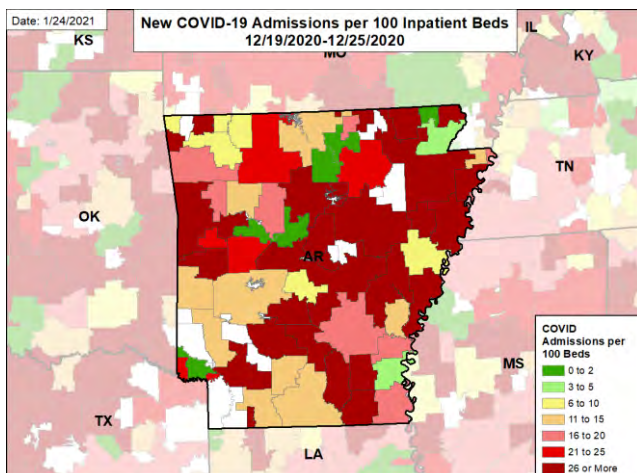 Date: 1/24/2021
New COVID-19 Admissions per 100 Inpatient Beds
12/19/2020-12/25/2020
KS
MO
IL
KY
OK
AR
TN
TX
LA
MS
COVID
Admissions per
100 Beds
0 to 2
3 to 5
6 to 10
11 to 15
16 to 20
21 to 25
26 or More